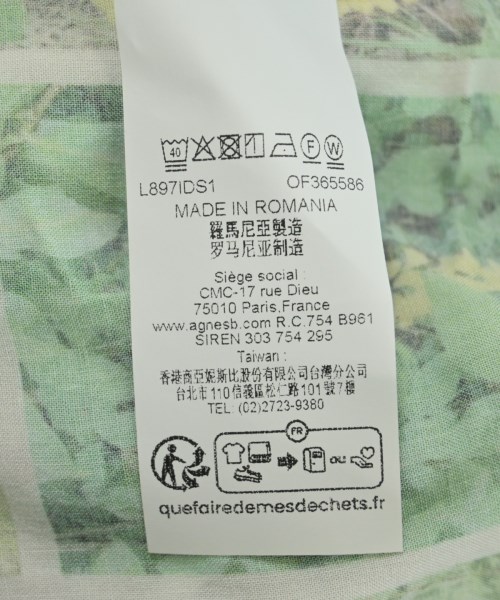 40 F W
L897IDS1 OF365586
MADE IN ROMANIA
羅馬尼亞製造
罗马尼亚制造
Siège social :
CMC-17 rue Dieu
75010 Paris,France
www.agnesb.com R.C.754 B961
SIREN 303 754 295
Taiwan :
香港商亞妮斯比股份有限公司台灣分公司
台北市110信義區松仁路101號7樓
TEL: (02)2723-9380
FR
OU
quefairedemesdechets.fr